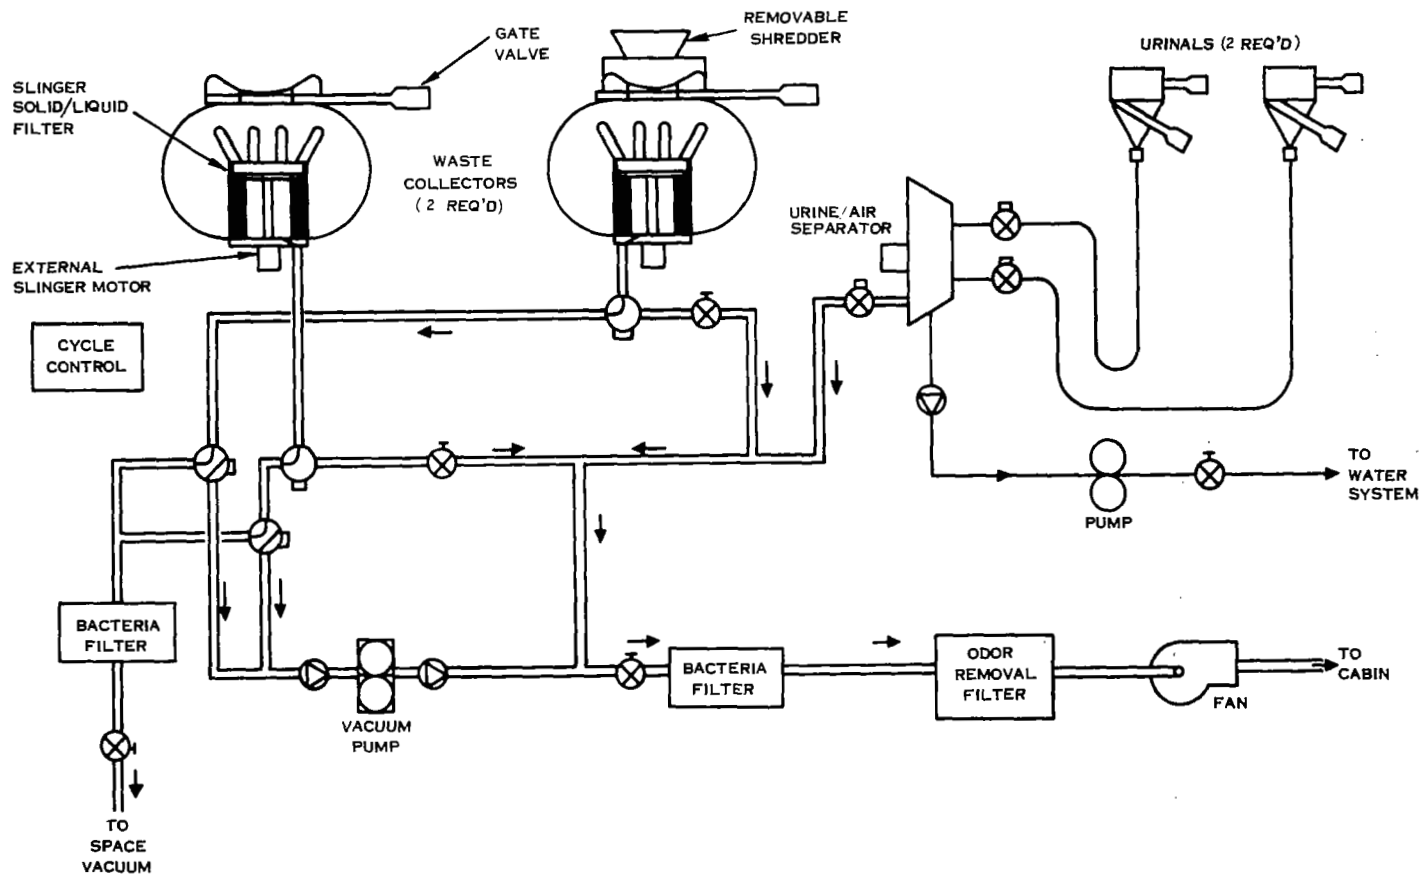 GATE
VALVE
REMOVABLE
SHREDDER
URINALS (2 REQ'D)
SLINGER
SOLID/LIQUID
FILTER
WASTE
COLLECTORS
(2 REQ'D)
URINE/AIR
SEPARATOR
EXTERNAL
SLINGER MOTOR
CYCLE
CONTROL
TO
WATER
SYSTEM
PUMP
BACTERIA
FILTER
VACUUM
PUMP
BACTERIA
FILTER
ODOR
REMOVAL
FILTER
FAN
TO
CABIN
TO
SPACE
VACUUM